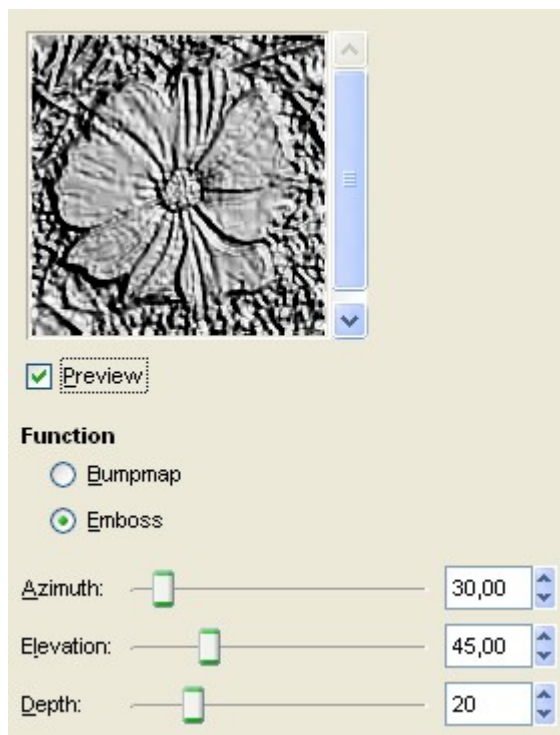 Preview
Function
Bumpmap
Emboss
Azimuth: 30,00
Elevation: 45,00
Depth: 20